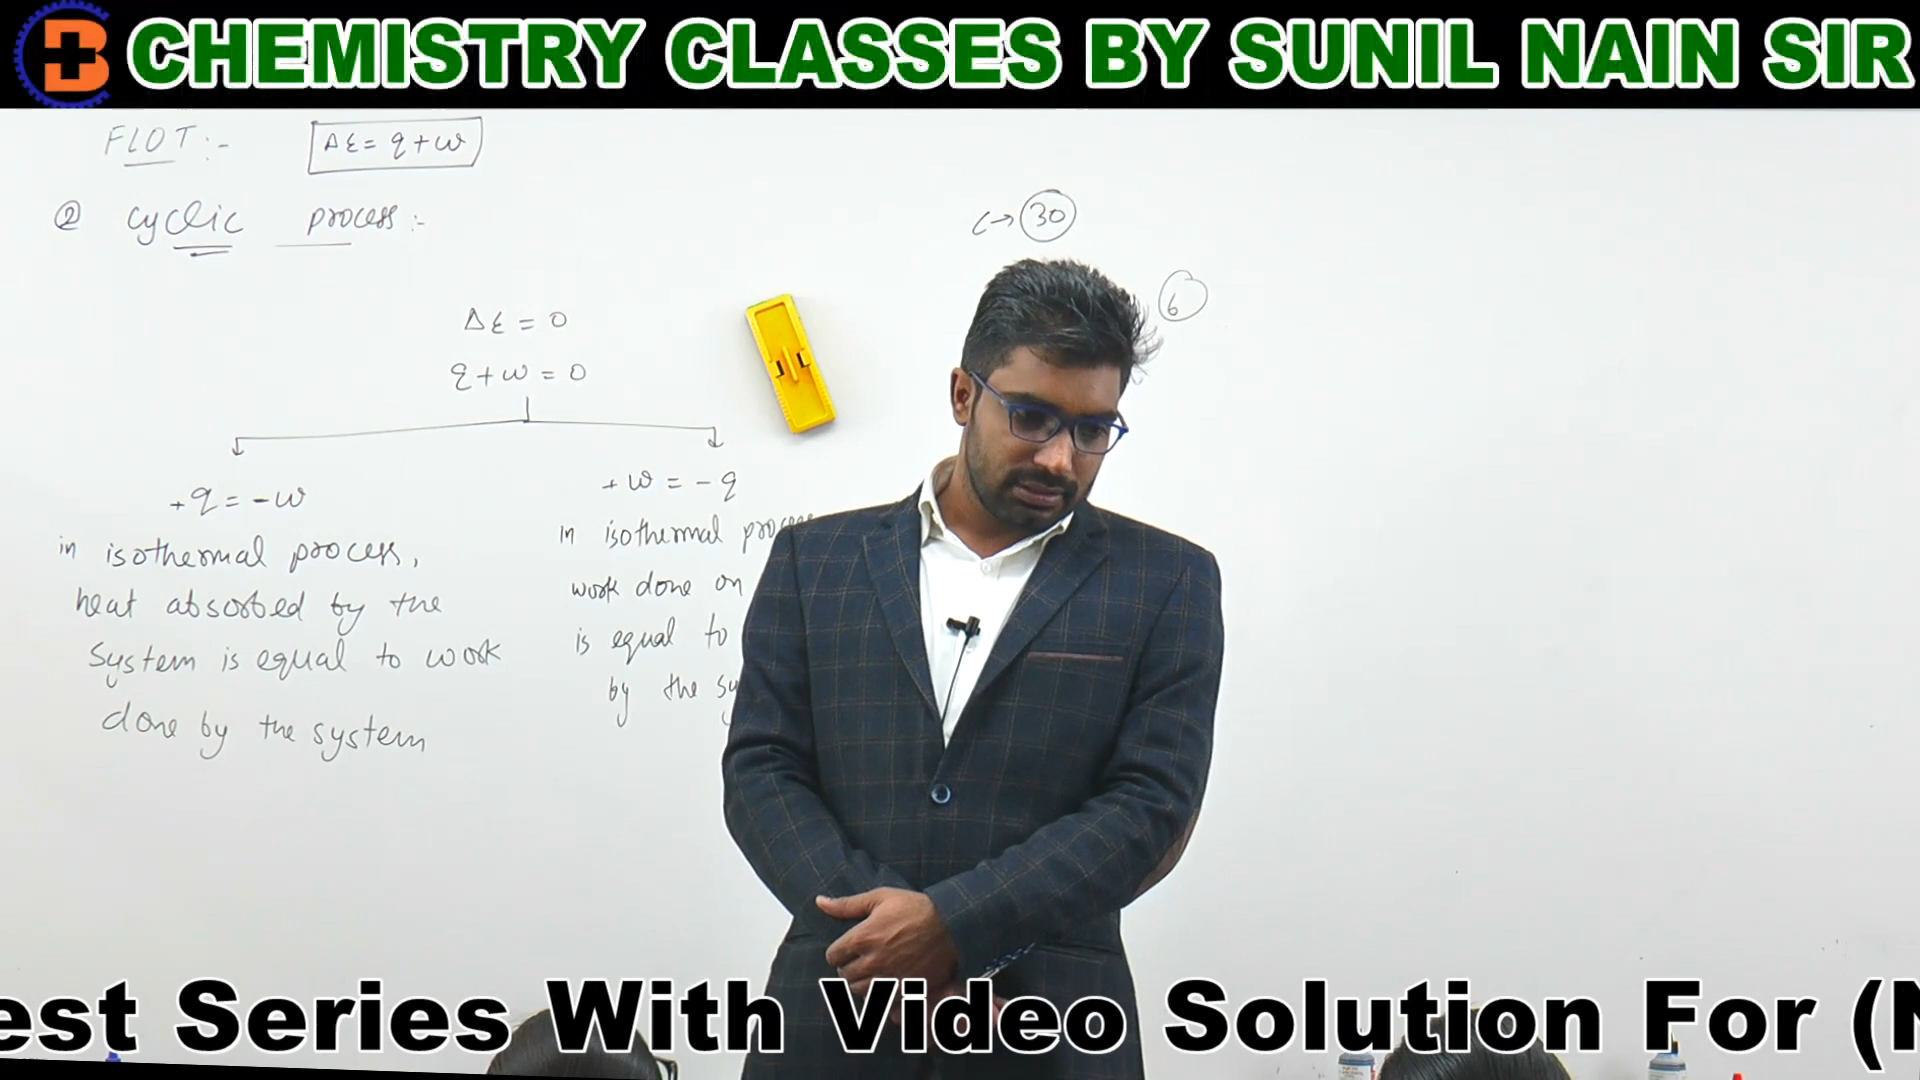 CHEMISTRY CLASSES BY SUNIL NAIN SIR
FLOT :- ΔE = q + w
② cyclic process :-
30
6
ΔE = 0
q + w = 0
+q = -w
in isothermal process,
heat absorbed by the
system is equal to work
done by the system
+w = -q
in isothermal process
work done on
is equal to
by the sy
est Series With Video Solution For (N